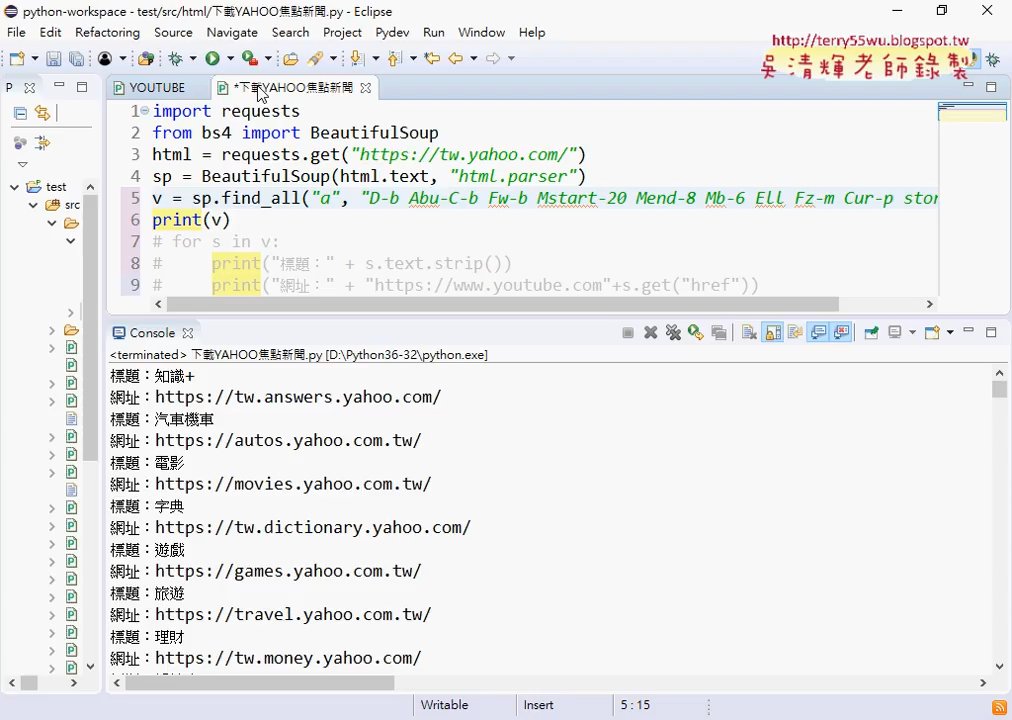 python-workspace - test/src/html/下載YAHOO焦點新聞.py - Eclipse
File Edit Refactoring Source Navigate Search Project Pydev Run Window Help
http://terry55wu.blogspot.tw
吳清輝老師錄製
P
YOUTUBE
*下載YAHOO焦點新聞
1 import requests
2 from bs4 import BeautifulSoup
3 html = requests.get("https://tw.yahoo.com/")
4 sp = BeautifulSoup(html.text, "html.parser")
5 v = sp.find_all("a", "D-b Abu-C-b Fw-b Mstart-20 Mend-8 Mb-6 Ell Fz-m Cur-p stor
6 print(v)
7 # for s in v:
8 # print("標題：" + s.text.strip())
9 # print("網址：" + "https://www.youtube.com"+s.get("href"))
test
src
Console
<terminated> 下載YAHOO焦點新聞.py [D:\Python36-32\python.exe]
標題：知識+
網址：https://tw.answers.yahoo.com/
標題：汽車機車
網址：https://autos.yahoo.com.tw/
標題：電影
網址：https://movies.yahoo.com.tw/
標題：字典
網址：https://tw.dictionary.yahoo.com/
標題：遊戲
網址：https://games.yahoo.com.tw/
標題：旅遊
網址：https://travel.yahoo.com.tw/
標題：理財
網址：https://tw.money.yahoo.com/
Writable Insert 5 : 15